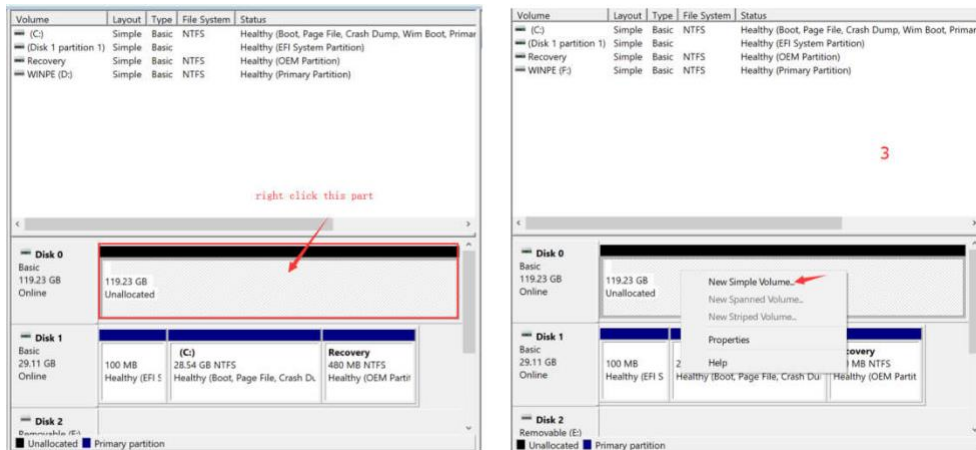 Volume Layout Type File System Status
(C:) Simple Basic NTFS Healthy (Boot, Page File, Crash Dump, Wim Boot, Primar
(Disk 1 partition 1) Simple Basic Healthy (EFI System Partition)
Recovery Simple Basic NTFS Healthy (OEM Partition)
WINPE (D:) Simple Basic NTFS Healthy (Primary Partition)
right click this part
Disk 0
Basic
119.23 GB
Online
119.23 GB
Unallocated
Disk 1
Basic
29.11 GB
Online
100 MB
Healthy (EFI S
(C:)
28.54 GB NTFS
Healthy (Boot, Page File, Crash Du
Recovery
480 MB NTFS
Healthy (OEM Partit
Disk 2
Removable (E:)
Unallocated Primary partition
Volume Layout Type File System Status
(C:) Simple Basic NTFS Healthy (Boot, Page File, Crash Dump, Wim Boot, Primar
(Disk 1 partition 1) Simple Basic Healthy (EFI System Partition)
Recovery Simple Basic NTFS Healthy (OEM Partition)
WINPE (F:) Simple Basic NTFS Healthy (Primary Partition)
3
Disk 0
Basic
119.23 GB
Online
119.23 GB
Unallocated
New Simple Volume...
New Spanned Volume...
New Striped Volume...
Properties
Help
Disk 1
Basic
29.11 GB
Online
100 MB
Healthy (EFI S
2
Healthy (Boot, Page File, Crash Du
covery
MB NTFS
Healthy (OEM Partit
Disk 2
Removable (E:)
Unallocated Primary partition